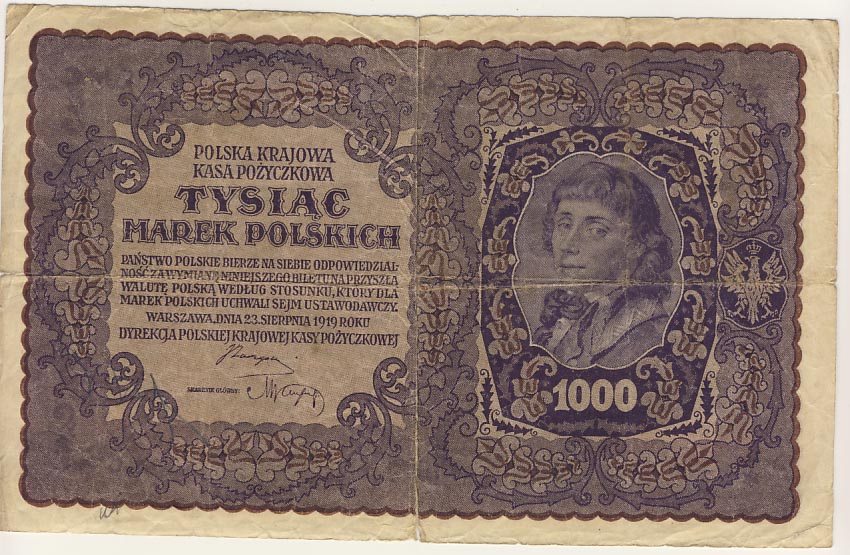 POLSKA KRAJOWA
KASA POŻYCZKOWA
TYSIĄC
MAREK POLSKICH
PAŃSTWO POLSKIE BIERZE NA SIEBIE ODPOWIEDZIAL-
NOŚĆ ZA WYMIANĘ NINIEJSZEGO BILETU NA PRZYSZŁĄ
WALUTĘ POLSKĄ WEDŁUG STOSUNKU, KTÓRY DLA
MAREK POLSKICH UCHWALI SEJM USTAWODAWCZY.
WARSZAWA, DNIA 23. SIERPNIA 1919 ROKU
DYREKCJA POLSKIEJ KRAJOWEJ KASY POŻYCZKOWEJ
SKARBNIK GŁÓWNY:
1000